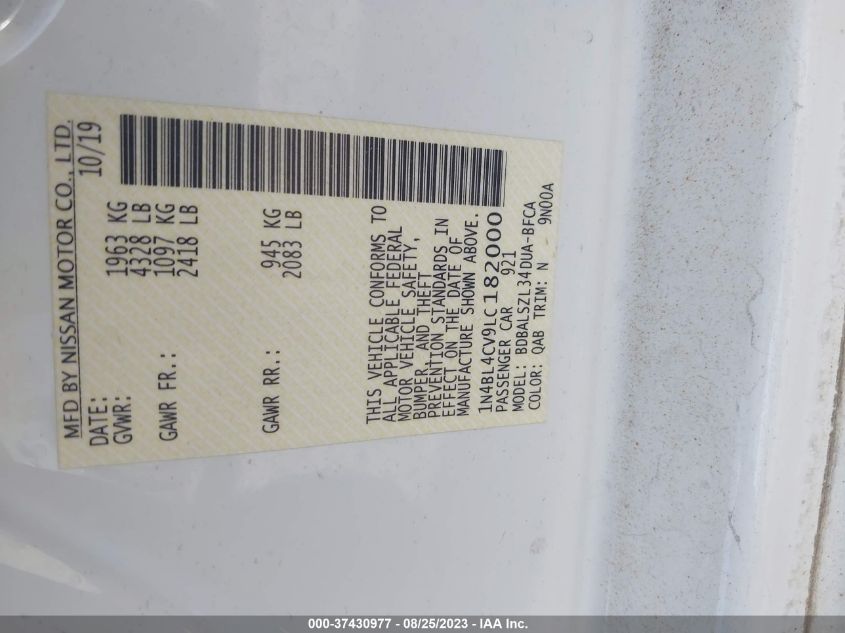 MFD BY NISSAN MOTOR CO., LTD.
DATE: 10/19
GVWR: 1963 KG
4328 LB
GAWR FR.: 1097 KG
2418 LB
GAWR RR.: 945 KG
2083 LB
THIS VEHICLE CONFORMS TO
ALL APPLICABLE FEDERAL
MOTOR VEHICLE SAFETY,
BUMPER, AND THEFT
PREVENTION STANDARDS IN
EFFECT ON THE DATE OF
MANUFACTURE SHOWN ABOVE.
1N4BL4CV9LC182000
PASSENGER CAR 921
MODEL: BDBALSZL34DUA-BFCA
COLOR: QAB TRIM: N 9N00A
000-37430977 / 08/25/2023 - IAA Inc.